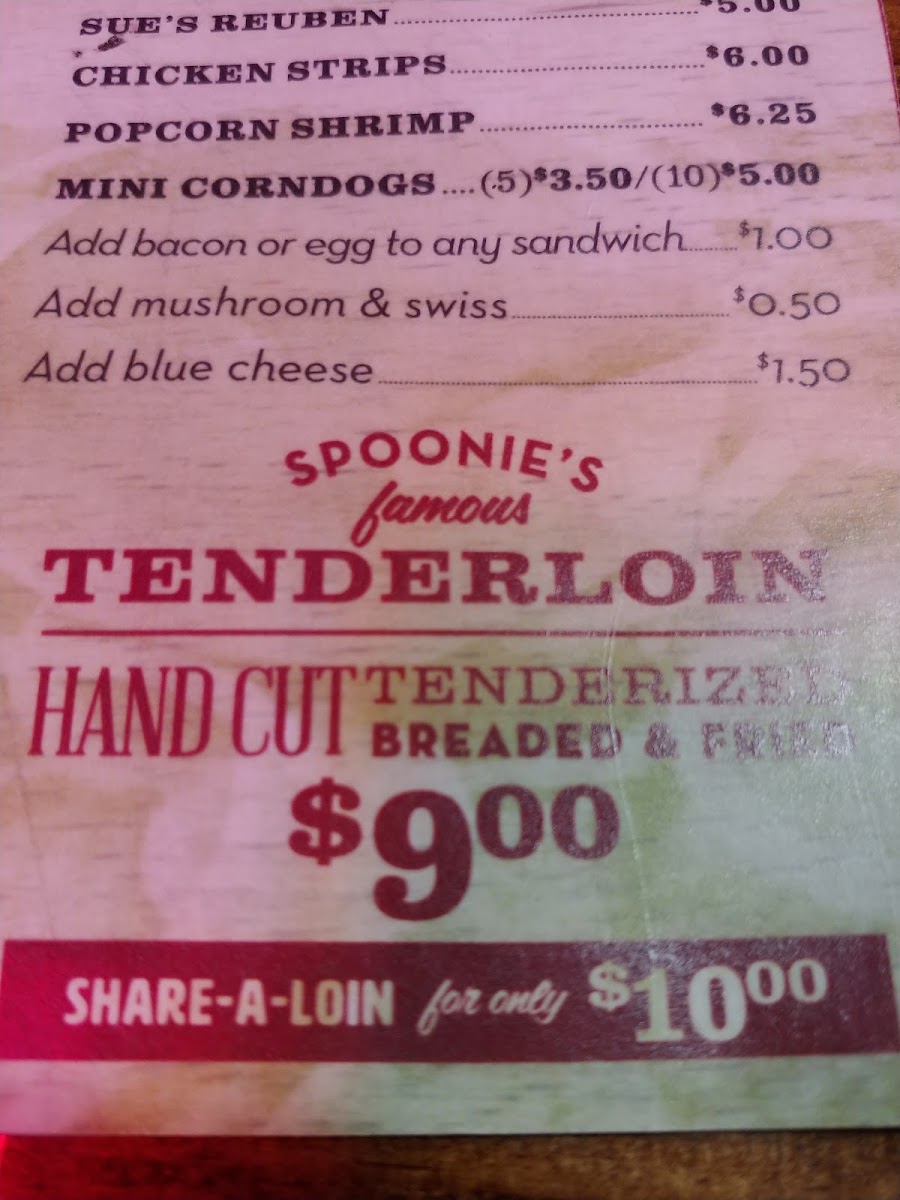 SUE'S REUBEN $5.00
CHICKEN STRIPS $6.00
POPCORN SHRIMP $6.25
MINI CORNDOGS .... (5)$3.50/(10)$5.00
Add bacon or egg to any sandwich $1.00
Add mushroom & swiss $0.50
Add blue cheese $1.50
SPOONIE'S
famous
TENDERLOIN
HAND CUT TENDERIZED
BREADED & FRIED
$9.00
SHARE-A-LOIN for only $10.00